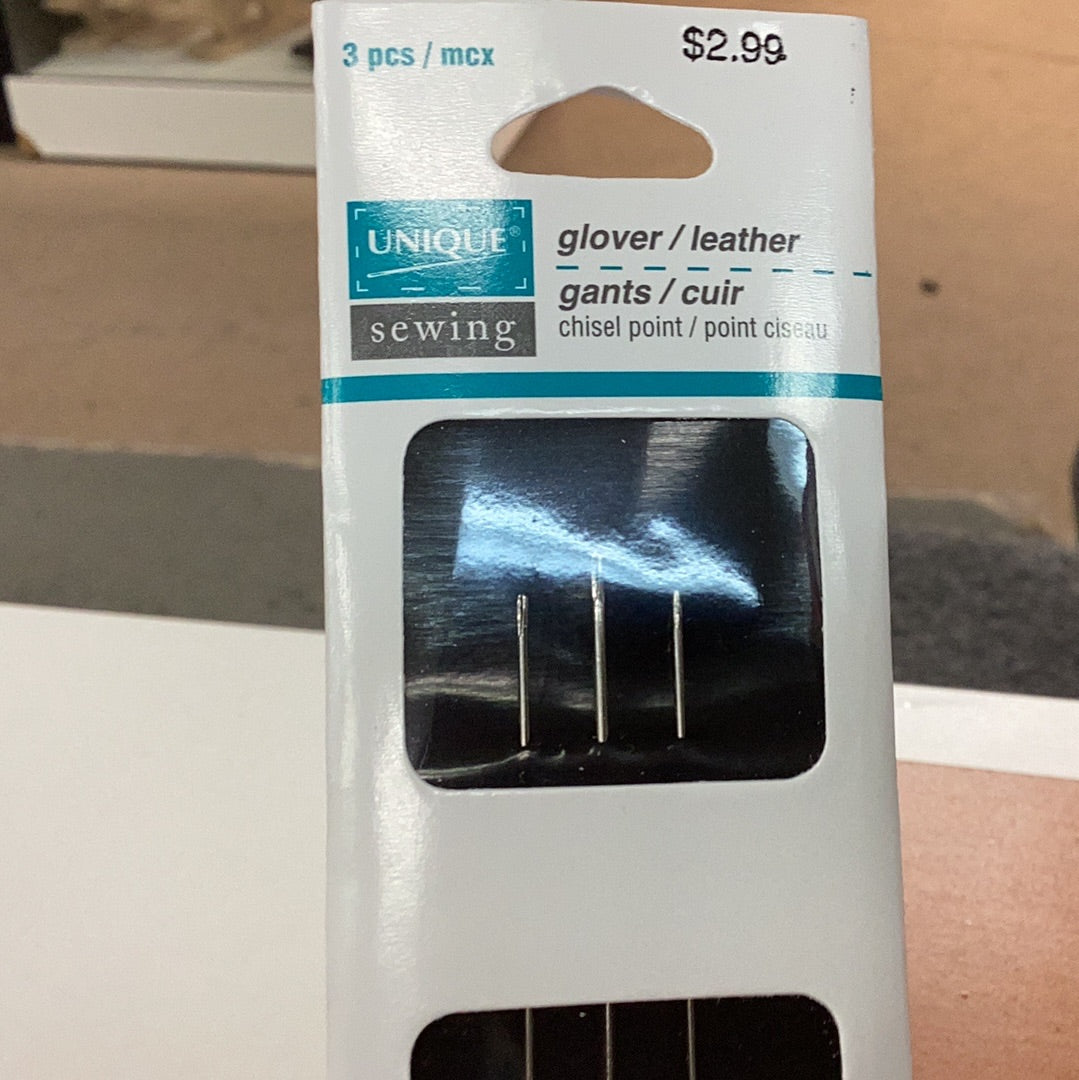 3 pcs / mcx
$2.99
UNIQUE®
sewing
glover / leather
gants / cuir
chisel point / point ciseau